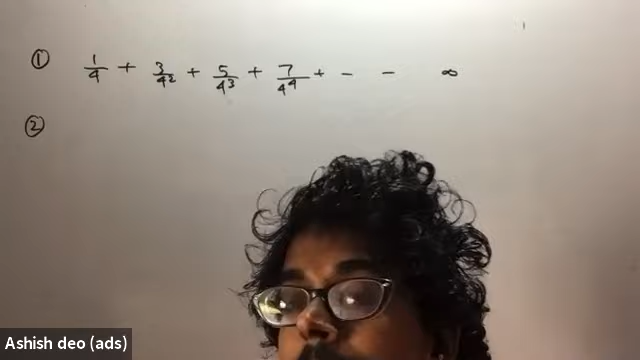 ① 1/4 + 3/4² + 5/4³ + 7/4⁴ + - - ∞
②
Ashish deo (ads)